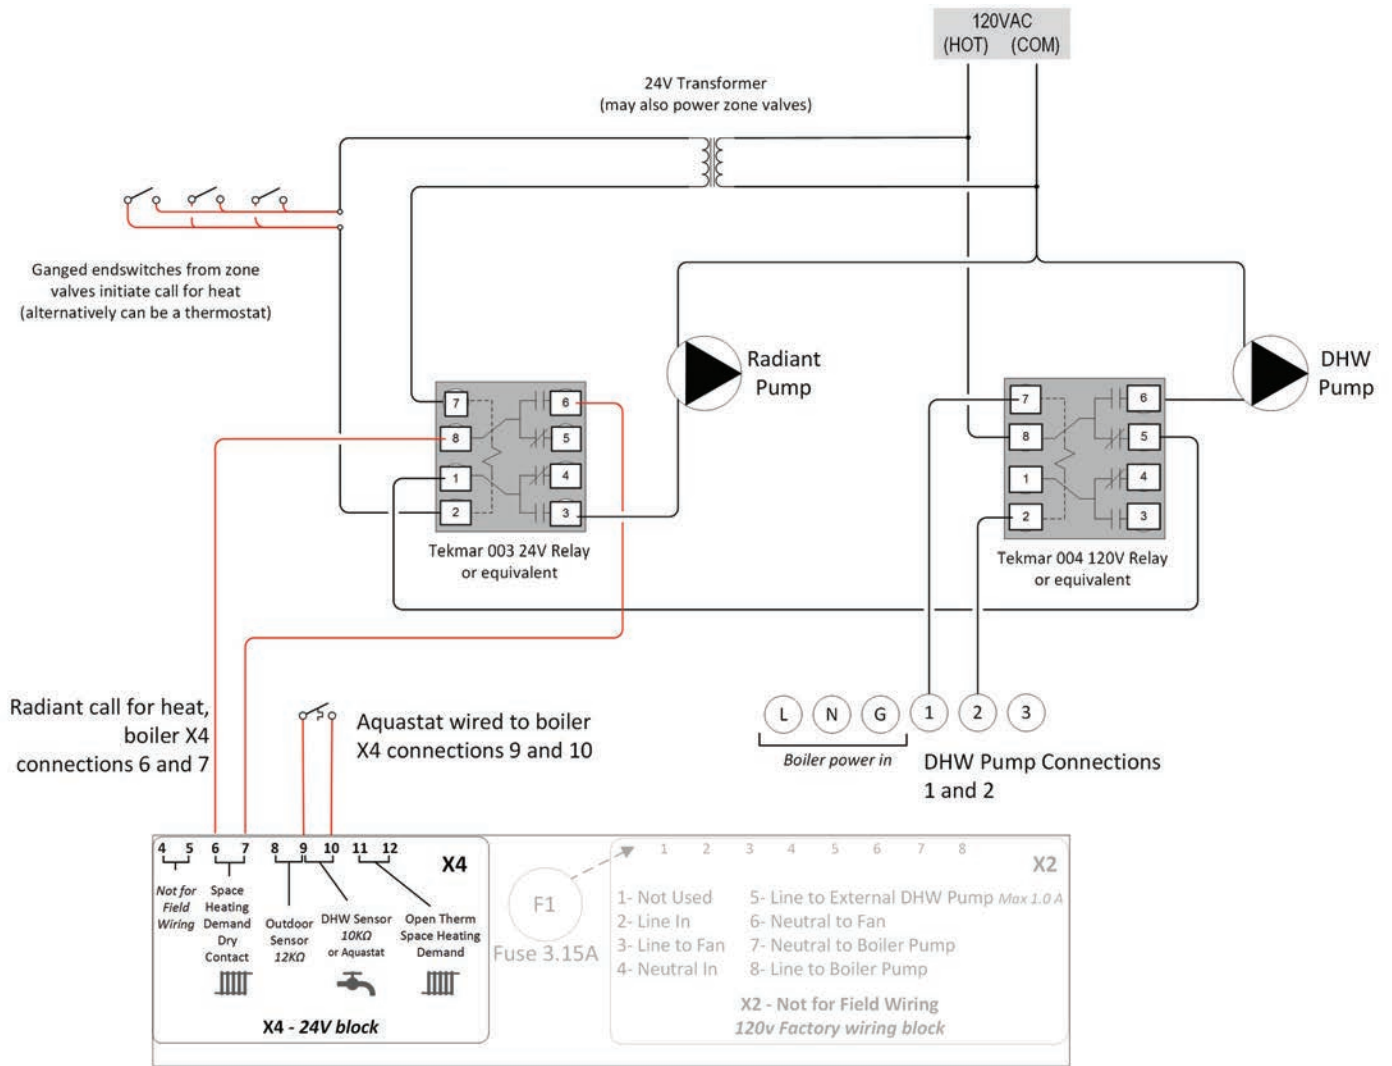 120VAC
(HOT) (COM)
24V Transformer
(may also power zone valves)
Ganged endswitches from zone
valves initiate call for heat
(alternatively can be a thermostat)
Radiant
Pump
DHW
Pump
7
8
1
2
6
5
4
3
Tekmar 003 24V Relay
or equivalent
7
8
1
2
6
5
4
3
Tekmar 004 120V Relay
or equivalent
Radiant call for heat,
boiler X4
connections 6 and 7
Aquastat wired to boiler
X4 connections 9 and 10
L N G 1 2 3
Boiler power in
DHW Pump Connections
1 and 2
4 5 6 7 8 9 10 11 12
X4
Not for
Field
Wiring
Space
Heating
Demand
Dry
Contact
Outdoor
Sensor
12KΩ
DHW Sensor
10KΩ
or Aquastat
Open Therm
Space Heating
Demand
X4 - 24V block
F1
Fuse 3.15A
1 2 3 4 5 6 7 8
X2
1- Not Used
2- Line In
3- Line to Fan
4- Neutral In
5- Line to External DHW Pump Max 1.0 A
6- Neutral to Fan
7- Neutral to Boiler Pump
8- Line to Boiler Pump
X2 - Not for Field Wiring
120v Factory wiring block